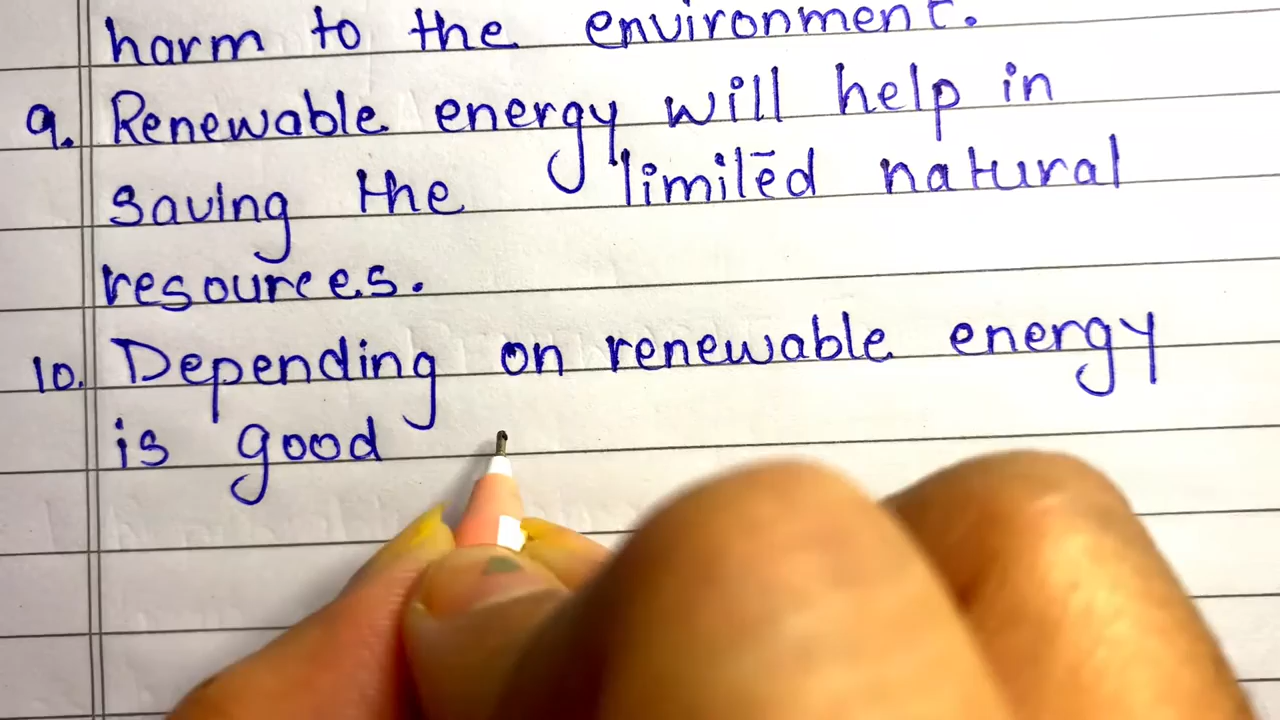 harm to the environment.
9. Renewable energy will help in
saving the limited natural
resources.
10. Depending on renewable energy
is good